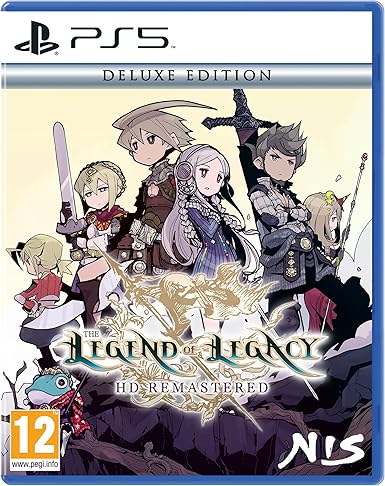 PS5
DELUXE EDITION
THE
LEGEND OF LEGACY
HD REMASTERED
12
www.pegi.info
NIS